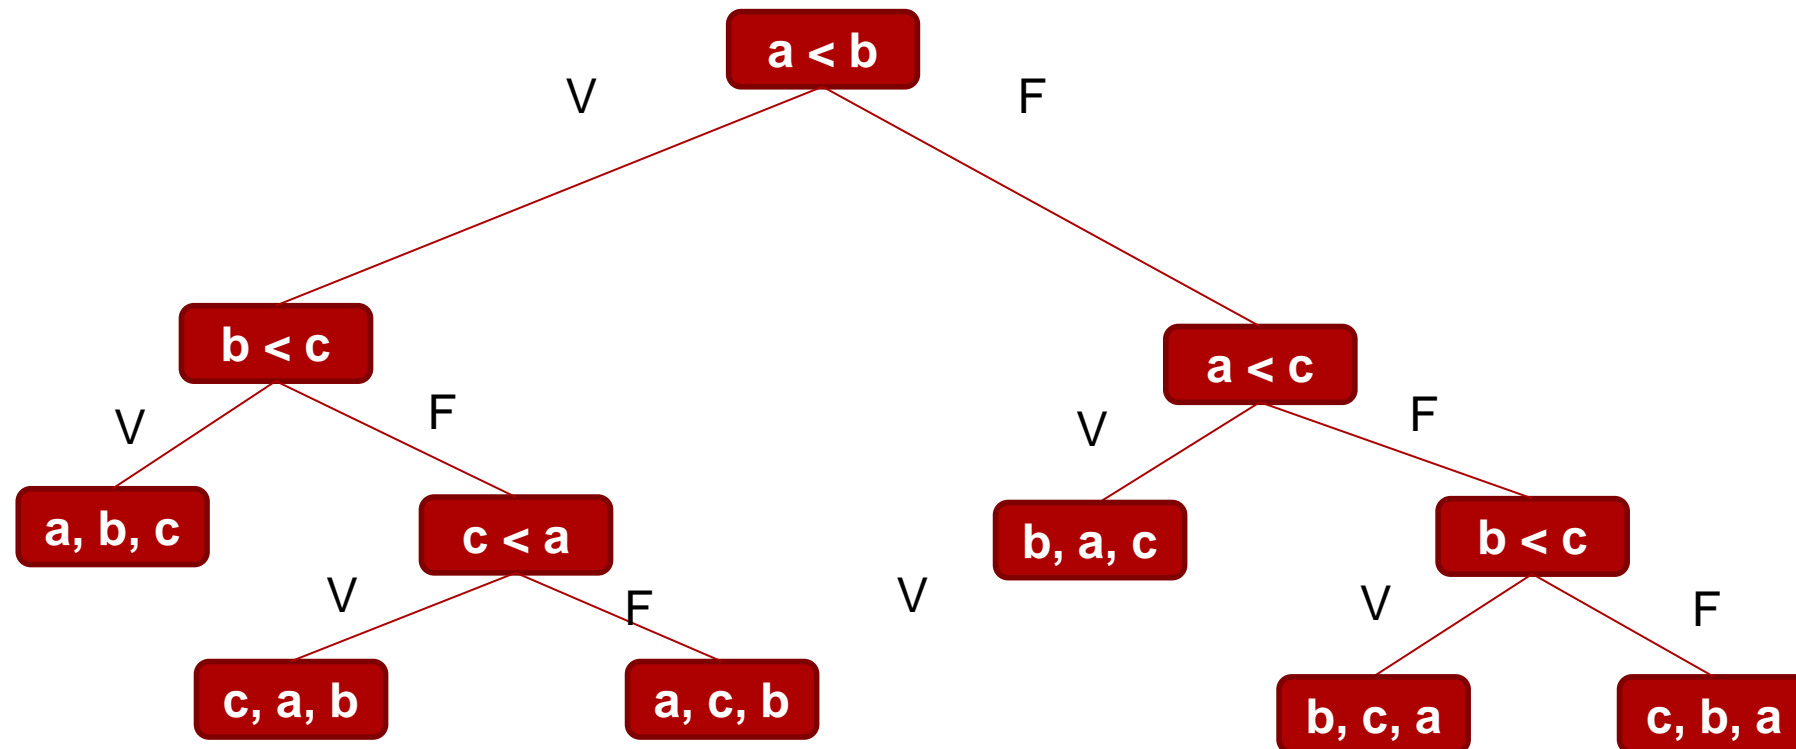 a < b
V
F
b < c
a < c
V
F
V
F
a, b, c
c < a
b, a, c
b < c
V
F
V
V
F
c, a, b
a, c, b
b, c, a
c, b, a